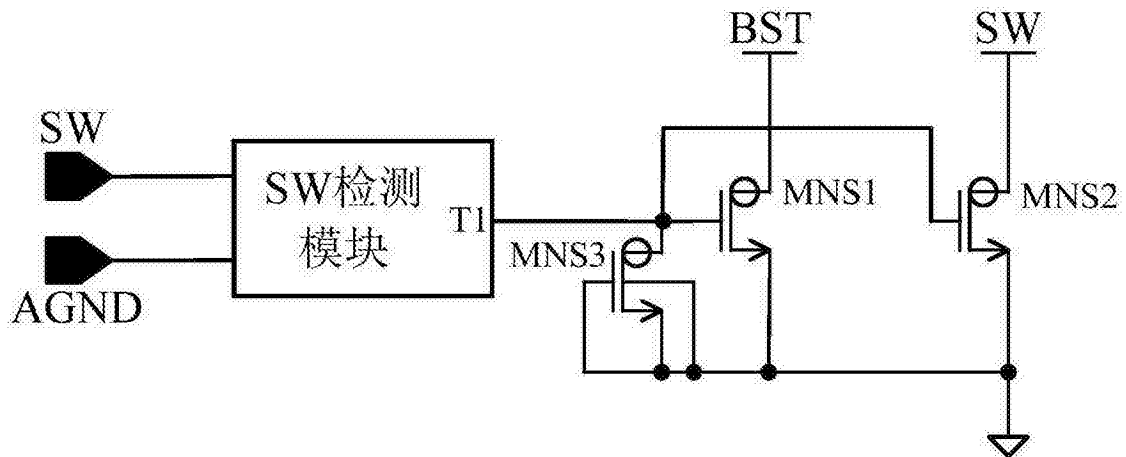 BST
SW
SW
SW检测
模块
T1
MNS1
MNS2
MNS3
AGND